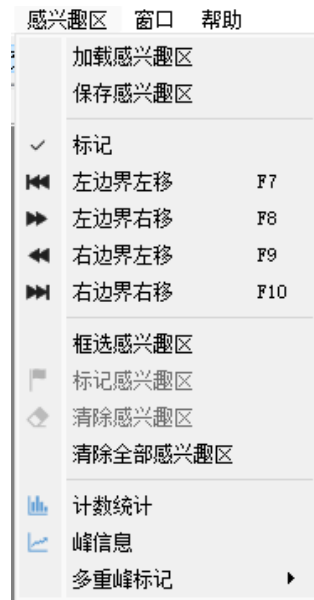 感兴趣区 窗口 帮助
加载感兴趣区
保存感兴趣区
标记
左边界左移 F7
左边界右移 F8
右边界左移 F9
右边界右移 F10
框选感兴趣区
标记感兴趣区
清除感兴趣区
清除全部感兴趣区
计数统计
峰信息
多重峰标记